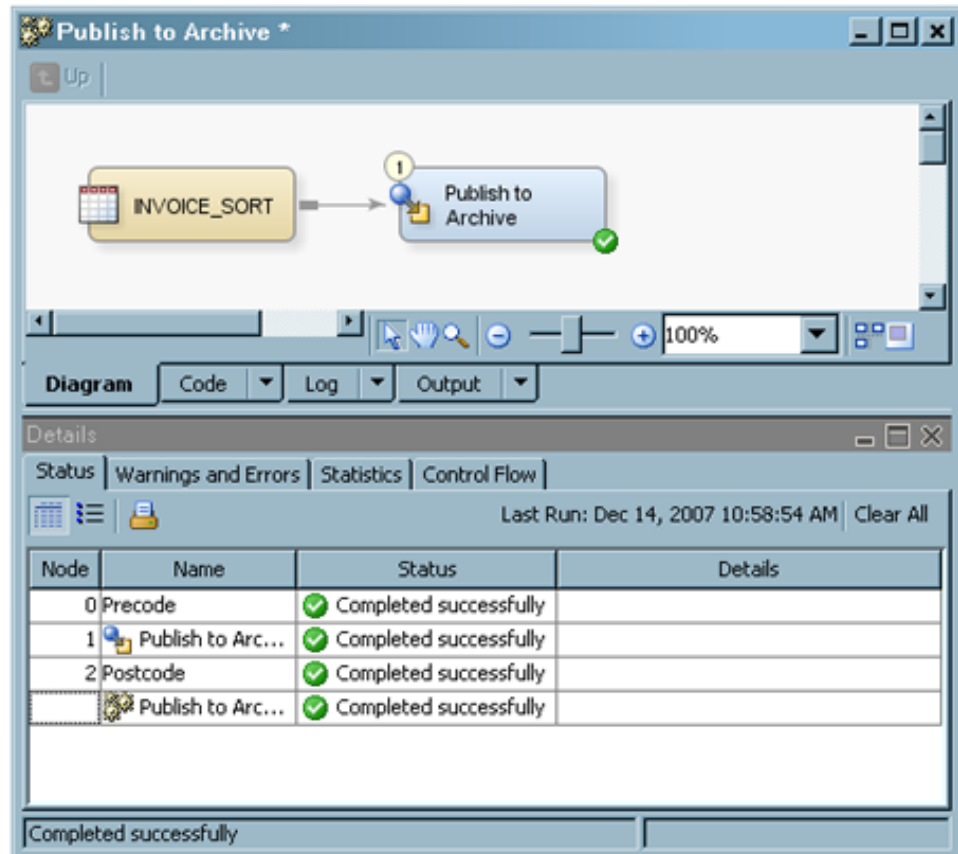 Publish to Archive *
Up
1
INVOICE_SORT
Publish to
Archive
100%
Diagram Code Log Output
Details
Status Warnings and Errors Statistics Control Flow
Last Run: Dec 14, 2007 10:58:54 AM Clear All
Node Name Status Details
0 Precode Completed successfully
1 Publish to Arc... Completed successfully
2 Postcode Completed successfully
Publish to Arc... Completed successfully
Completed successfully